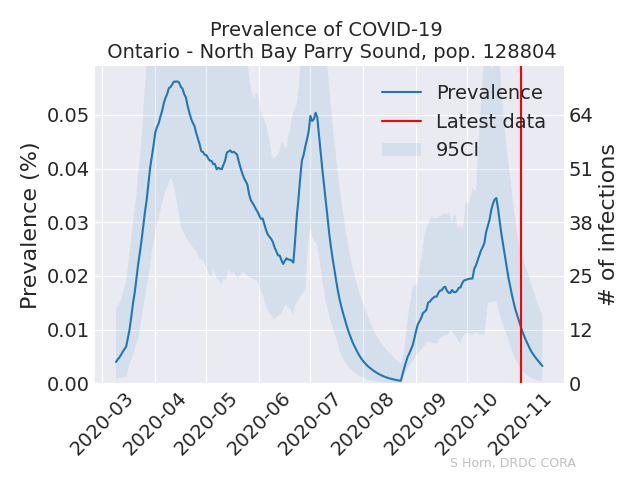 Prevalence of COVID-19
Ontario - North Bay Parry Sound, pop. 128804
Prevalence
Latest data
95CI
Prevalence (%)
0.05
0.04
0.03
0.02
0.01
0.00
# of infections
64
51
38
25
12
0
2020-03
2020-04
2020-05
2020-06
2020-07
2020-08
2020-09
2020-10
2020-11
S Horn, DRDC CORA